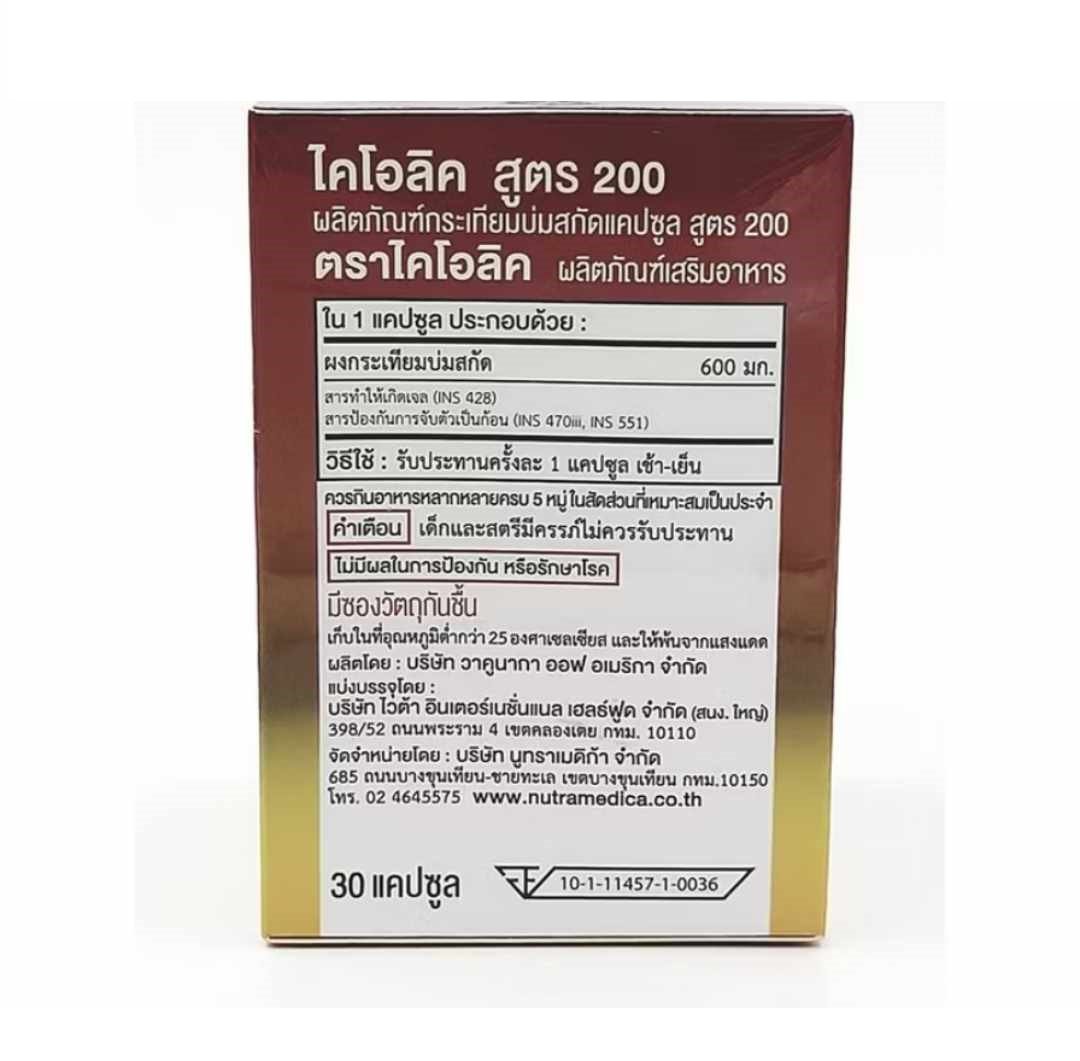 ไคโอลิค สูตร 200
ผลิตภัณฑ์กระเทียมบ่มสกัดแคปซูล สูตร 200
ตราไคโอลิค ผลิตภัณฑ์เสริมอาหาร
ใน 1 แคปซูล ประกอบด้วย :
ผงกระเทียมบ่มสกัด 600 มก.
สารทำให้เกิดเจล (INS 428)
สารป้องกันการจับตัวเป็นก้อน (INS 470iii, INS 551)
วิธีใช้ : รับประทานครั้งละ 1 แคปซูล เช้า-เย็น
ควรกินอาหารหลากหลายครบ 5 หมู่ ในสัดส่วนที่เหมาะสมเป็นประจำ
คำเตือน เด็กและสตรีมีครรภ์ไม่ควรรับประทาน
ไม่มีผลในการป้องกัน หรือรักษาโรค
มีซองวัตถุกันชื้น
เก็บในที่อุณหภูมิต่ำกว่า 25 องศาเซลเซียส และให้พ้นจากแสงแดด
ผลิตโดย : บริษัท วาคูนากา ออฟ อเมริกา จำกัด
แบ่งบรรจุโดย :
บริษัท ไวต้า อินเตอร์เนชั่นแนล เฮลธ์ฟูด จำกัด (สนง. ใหญ่)
398/52 ถนนพระราม 4 เขตคลองเตย กทม. 10110
จัดจำหน่ายโดย : บริษัท นูทราเมดิก้า จำกัด
685 ถนนบางขุนเทียน-ชายทะเล เขตบางขุนเทียน กทม.10150
โทร. 02 4645575 www.nutramedica.co.th
30 แคปซูล 10-1-11457-1-0036